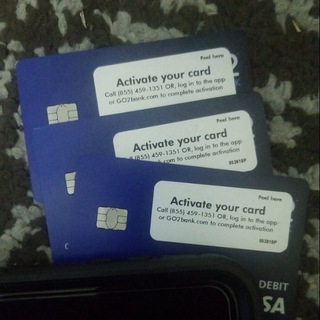 Peel here
Activate your card
Call (855) 459-1351 OR, log in to the app
or GO2bank.com to complete activation
Peel here
Activate your card
Call (855) 459-1351 OR, log in to the app
or GO2bank.com to complete activation
Peel here
Activate your card
Call (855) 459-1351 OR, log in to the app
or GO2bank.com to complete activation
DEBIT
SA